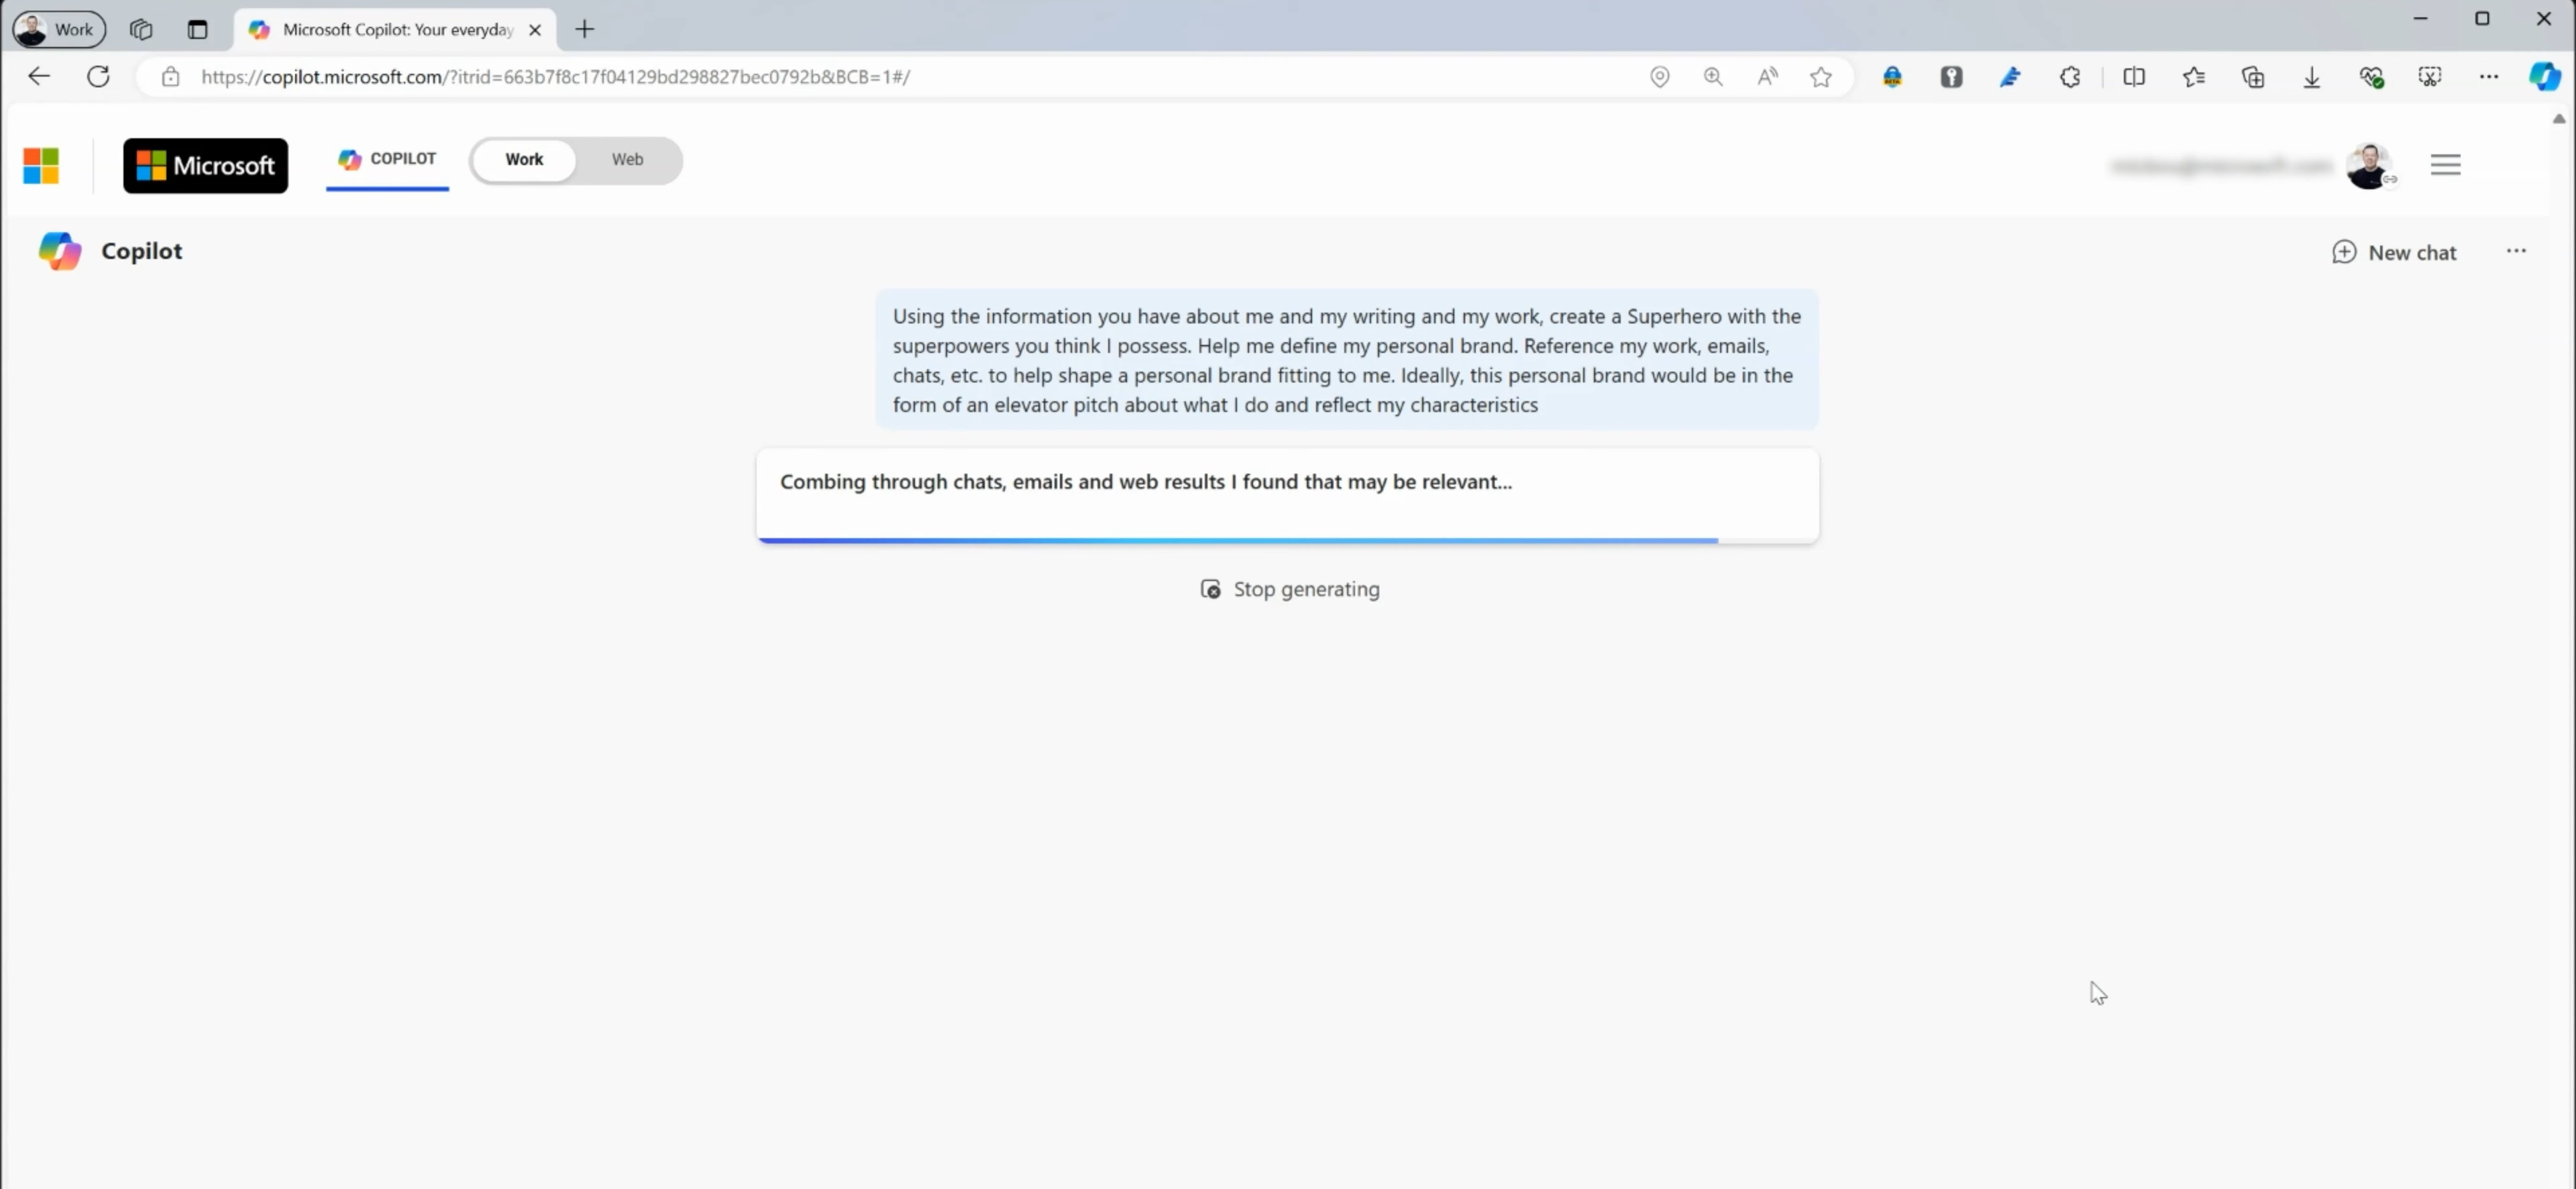 Work
Microsoft Copilot: Your everyday
https://copilot.microsoft.com/?itrid=663b7f8c17f04129bd298827bec0792b&BCB=1#/
Microsoft
COPILOT
Work
Web
Copilot
New chat
Using the information you have about me and my writing and my work, create a Superhero with the
superpowers you think I possess. Help me define my personal brand. Reference my work, emails,
chats, etc. to help shape a personal brand fitting to me. Ideally, this personal brand would be in the
form of an elevator pitch about what I do and reflect my characteristics
Combing through chats, emails and web results I found that may be relevant...
Stop generating